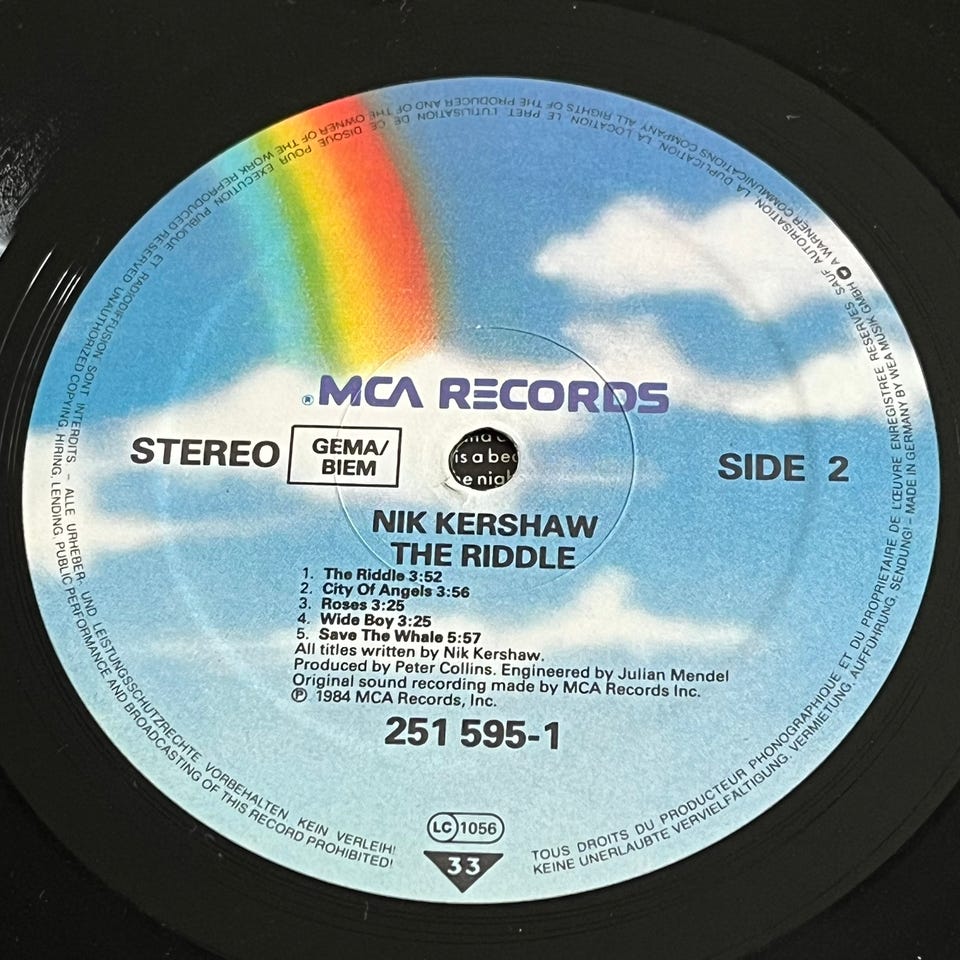 ® MCA RECORDS
STEREO
GEMA/
BIEM
is a bed
SIDE 2
NIK KERSHAW
THE RIDDLE
1. The Riddle 3:52
2. City Of Angels 3:56
3. Roses 3:25
4. Wide Boy 3:25
5. Save The Whale 5:57
All titles written by Nik Kershaw.
Produced by Peter Collins. Engineered by Julian Mendel
Original sound recording made by MCA Records Inc.
℗ 1984 MCA Records, Inc.
251 595-1
LC 1056
33
TOUS DROITS DU PRODUCTEUR PHONOGRAPHIQUE ET DU PROPRIETAIRE DE L'ŒUVRE ENREGISTREE RESERVES SAUF AUTORISATION. LA DUPLICATION, LA LOCATION, LE PRET, L'UTILISATION DE CE DISQUE POUR EXECUTION PUBLIQUE ET RADIODIFFUSION SONT INTERDITS – ALLE URHEBER- UND LEISTUNGSSCHUTZRECHTE VORBEHALTEN KEIN VERLEIH!
KEINE UNERLAUBTE VERVIELFÄLTIGUNG, VERMIETUNG, AUFFÜHRUNG, SENDUNG! – MADE IN GERMANY BY WEA MUSIK GMBH A WARNER COMMUNICATIONS COMPANY ALL RIGHTS OF THE PRODUCER AND OF THE OWNER OF THE WORK REPRODUCED RESERVED UNAUTHORIZED COPYING HIRING, LENDING, PUBLIC PERFORMANCE AND BROADCASTING OF THIS RECORD PROHIBITED!